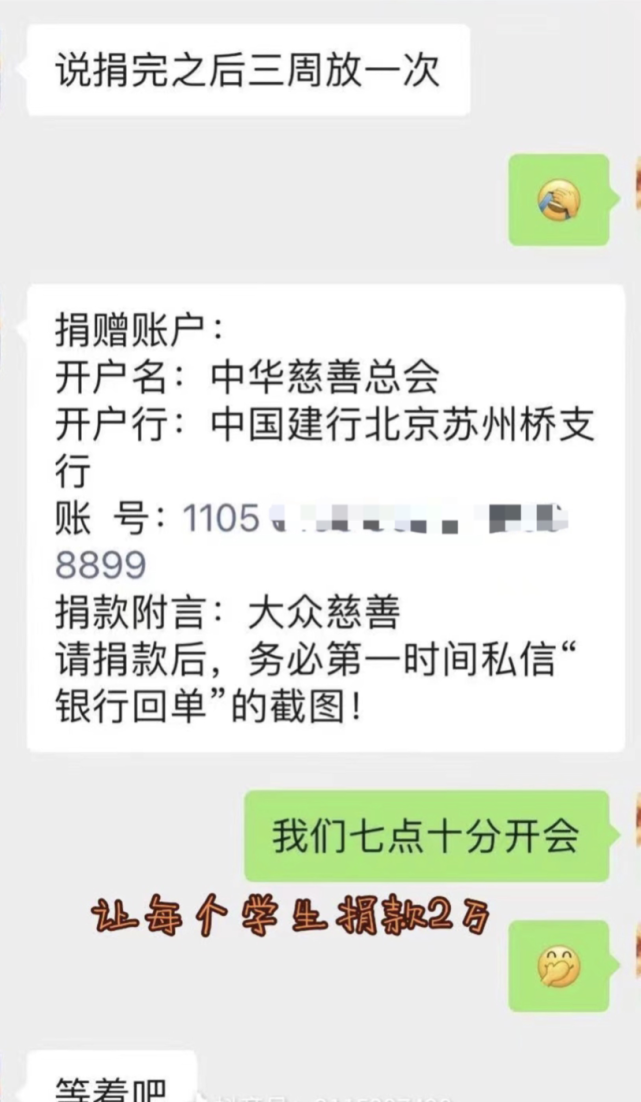 说捐完之后三周放一次
捐赠账户：
开户名：中华慈善总会
开户行：中国建行北京苏州桥支
行
账 号：1105
8899
捐款附言：大众慈善
请捐款后，务必第一时间私信“
银行回单”的截图！
我们七点十分开会
让每个学生捐款2万
等着吧